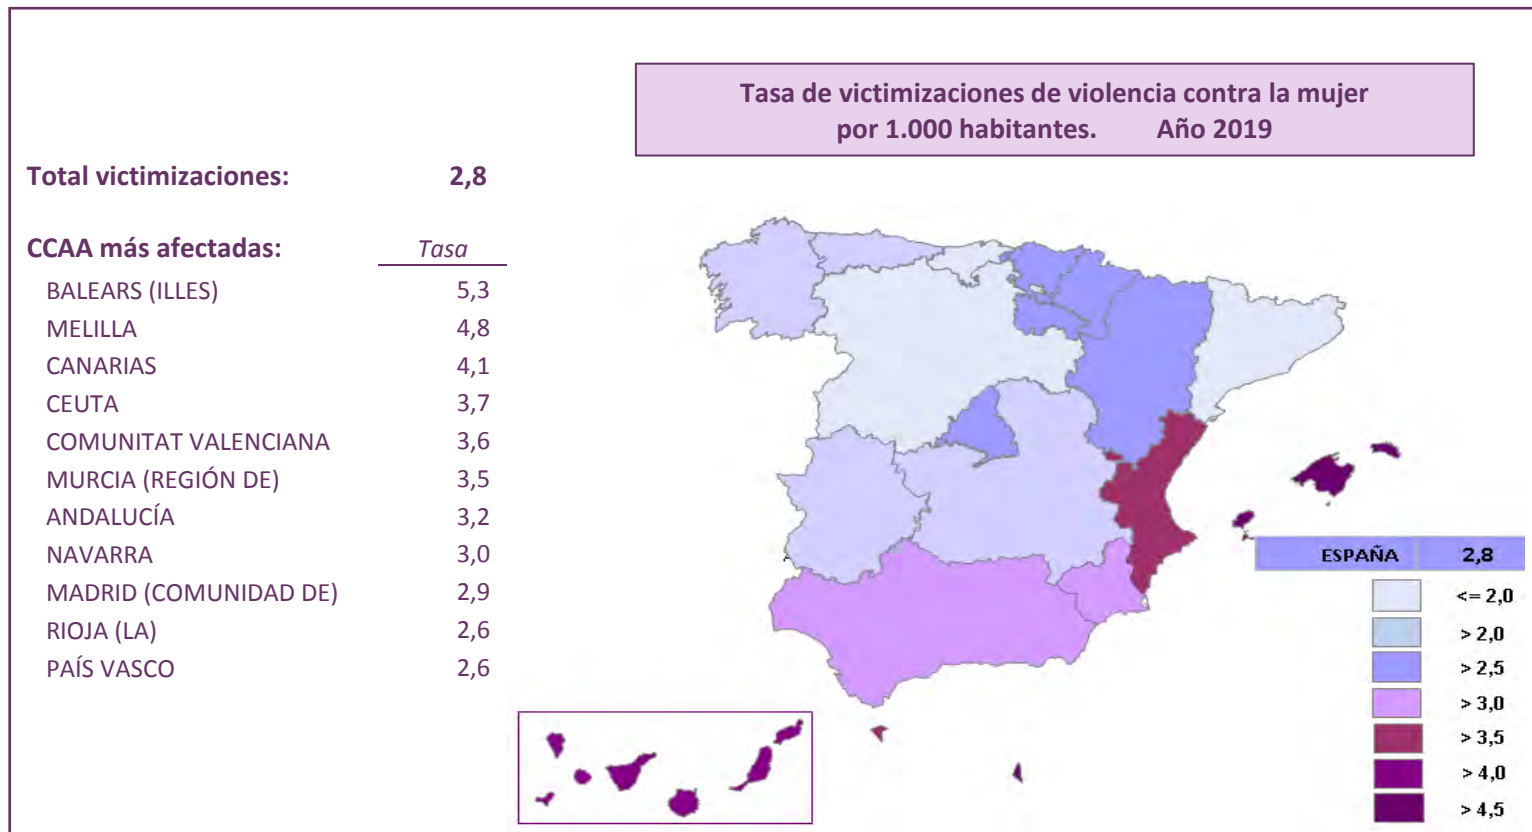 Tasa de victimizaciones de violencia contra la mujer
por 1.000 habitantes. Año 2019
Total victimizaciones: 2,8
CCAA más afectadas: Tasa
BALEARS (ILLES) 5,3
MELILLA 4,8
CANARIAS 4,1
CEUTA 3,7
COMUNITAT VALENCIANA 3,6
MURCIA (REGIÓN DE) 3,5
ANDALUCÍA 3,2
NAVARRA 3,0
MADRID (COMUNIDAD DE) 2,9
RIOJA (LA) 2,6
PAÍS VASCO 2,6
ESPAÑA 2,8
<= 2,0
> 2,0
> 2,5
> 3,0
> 3,5
> 4,0
> 4,5